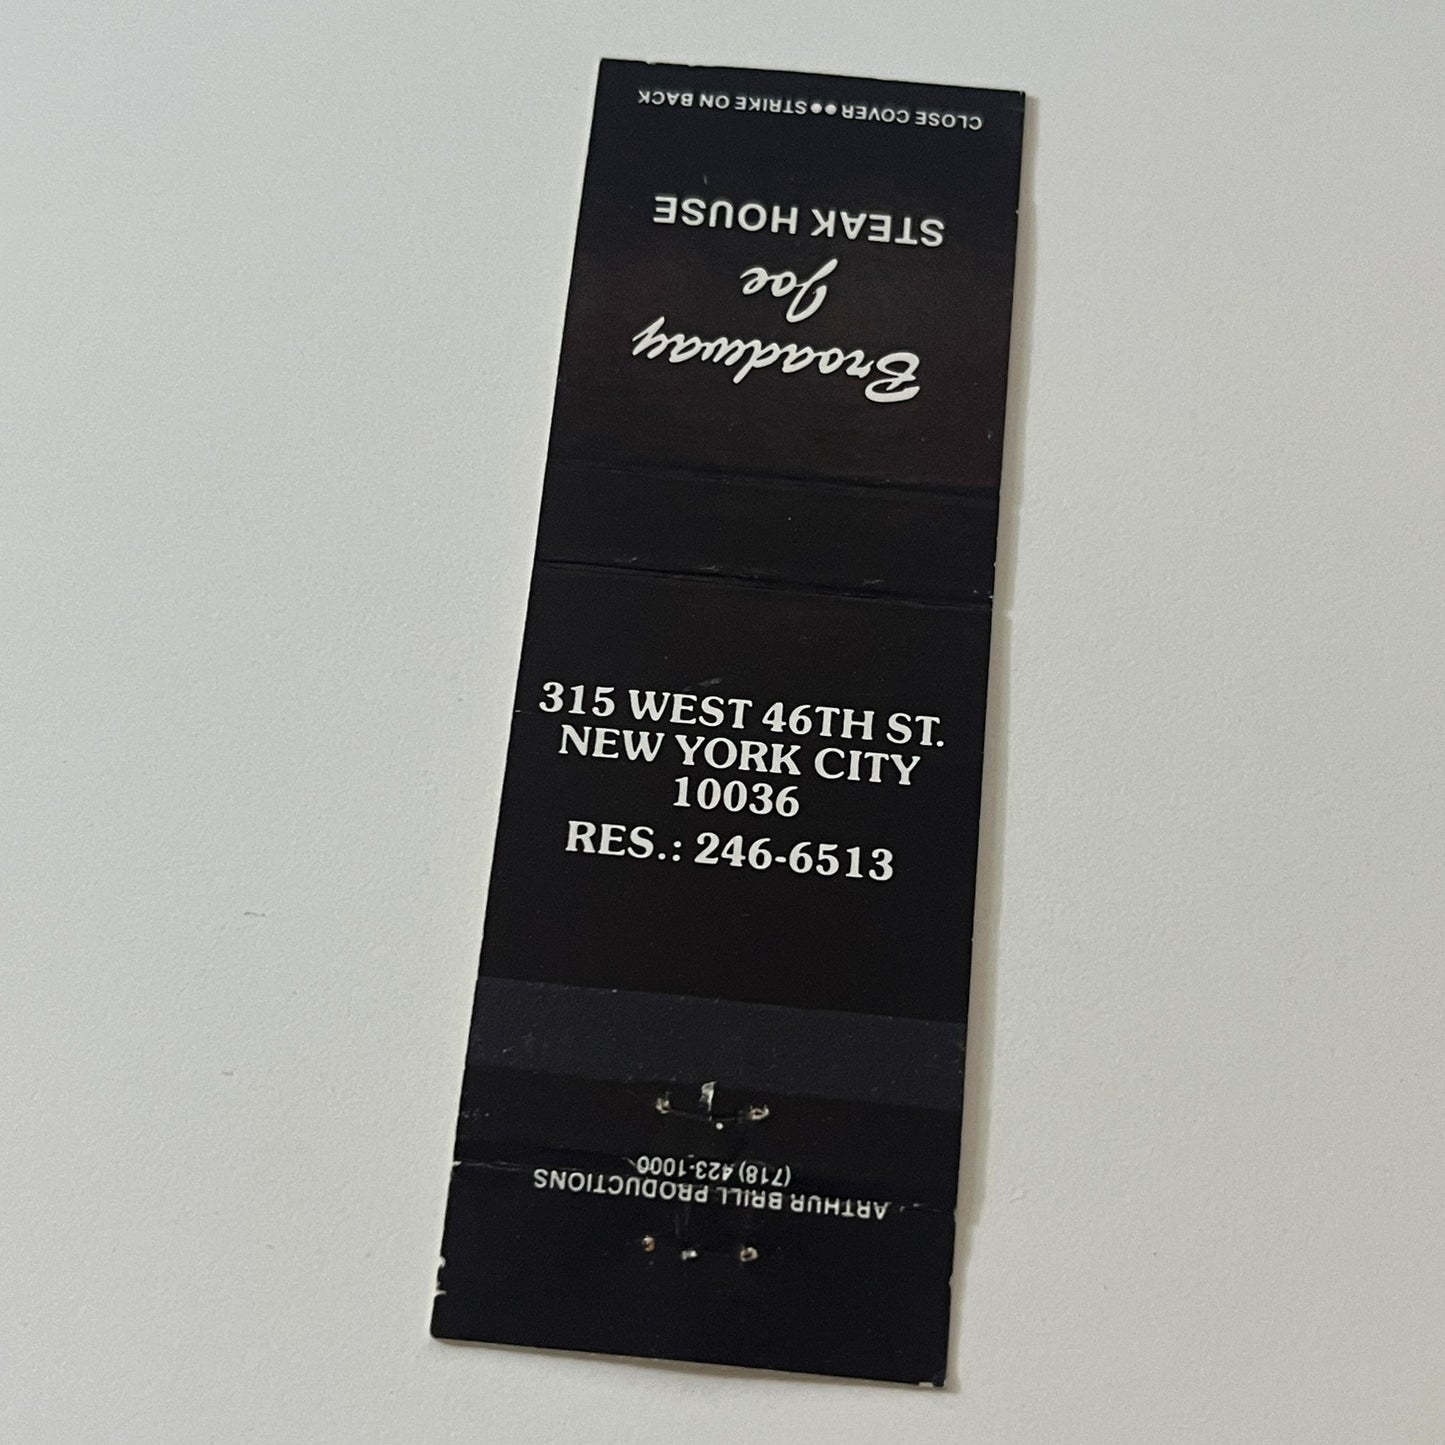 CLOSE COVER●●STRIKE ON BACK
Broadway
Joe
STEAK HOUSE
315 WEST 46TH ST.
NEW YORK CITY
10036
RES.: 246-6513
ARTHUR BRILL PRODUCTIONS
(718) 423-1000